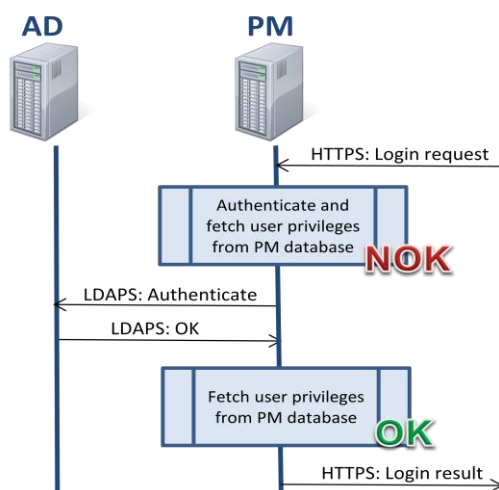 AD
PM
HTTPS: Login request
Authenticate and
fetch user privileges
from PM database
NOK
LDAPS: Authenticate
LDAPS: OK
Fetch user privileges
from PM database
OK
HTTPS: Login result